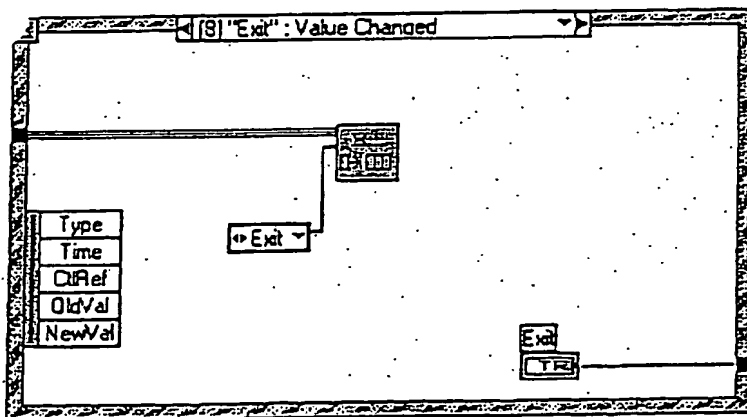 [8] "Exit" : Value Changed
Type
Time
CtlRef
OldVal
NewVal
Exit
Exit
TF